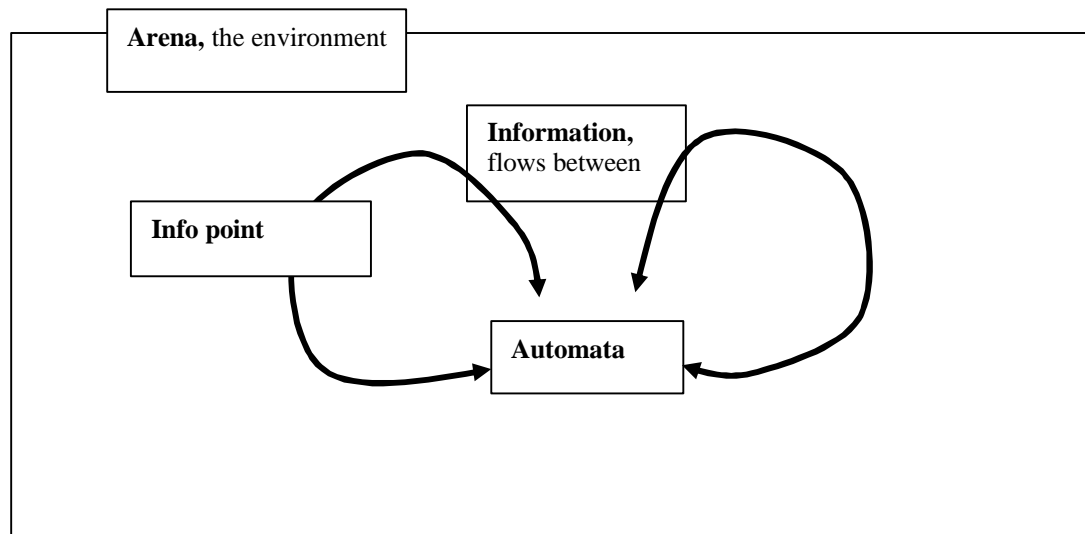 Arena, the environment
Information,
flows between
Info point
Automata